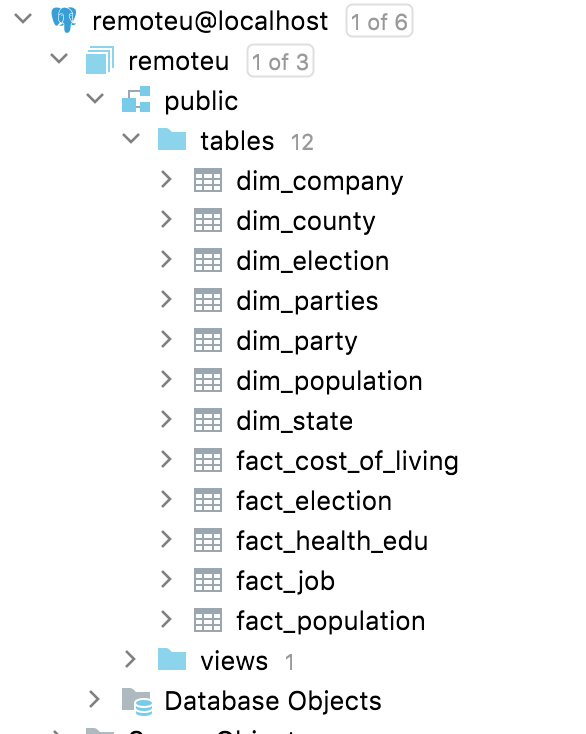 remoteu@localhost 1 of 6
remoteu 1 of 3
public
tables 12
dim_company
dim_county
dim_election
dim_parties
dim_party
dim_population
dim_state
fact_cost_of_living
fact_election
fact_health_edu
fact_job
fact_population
views 1
Database Objects